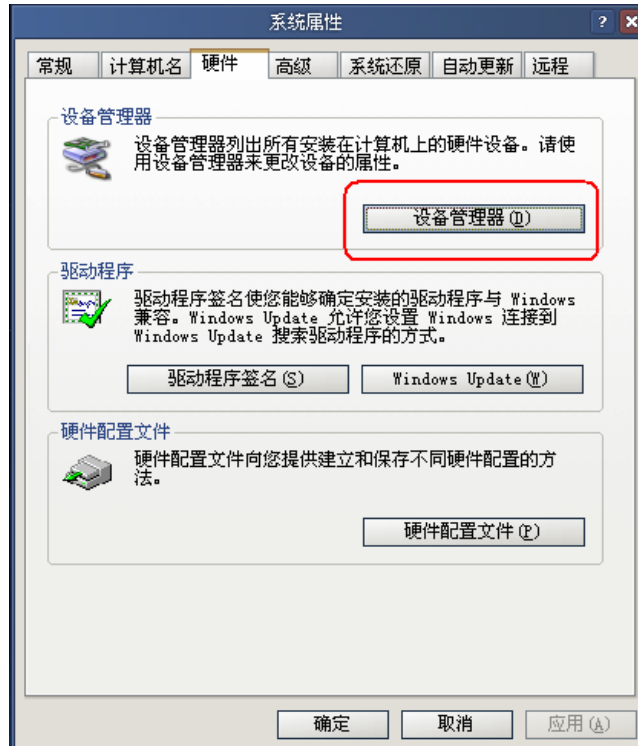 系统属性
常规 计算机名 硬件 高级 系统还原 自动更新 远程
设备管理器
设备管理器列出所有安装在计算机上的硬件设备。请使
用设备管理器来更改设备的属性。
设备管理器(D)
驱动程序
驱动程序签名使您能够确定安装的驱动程序与 Windows
兼容。Windows Update 允许您设置 Windows 连接到
Windows Update 搜索驱动程序的方式。
驱动程序签名(S) Windows Update(W)
硬件配置文件
硬件配置文件向您提供建立和保存不同硬件配置的方
法。
硬件配置文件(P)
确定 取消 应用(A)